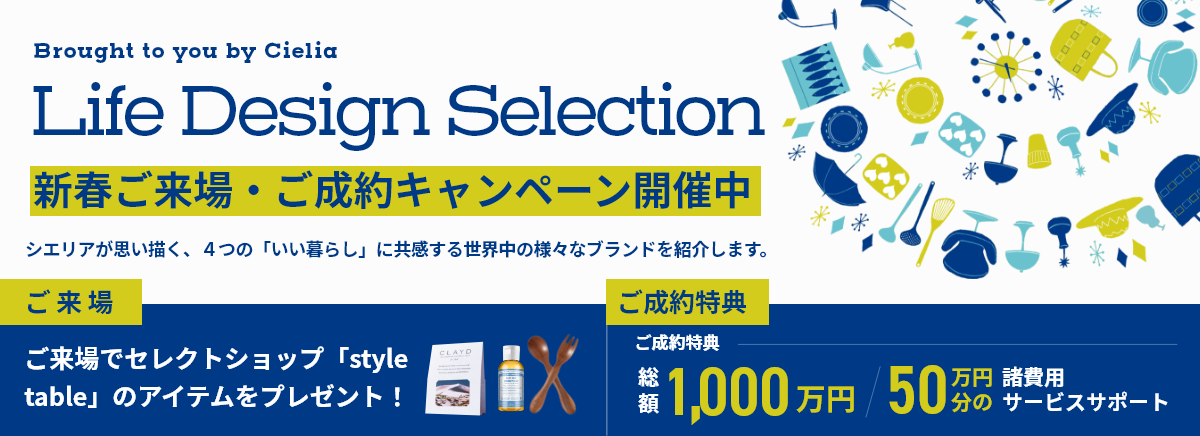 Brought to you by Cielia
Life Design Selection
新春ご来場・ご成約キャンペーン開催中
シエリアが思い描く、４つの「いい暮らし」に共感する世界中の様々なブランドを紹介します。
ご来場
ご来場でセレクトショップ「style
table」のアイテムをプレゼント！
CLAYD
ご成約特典
ご成約特典
総額 1,000万円 / 50万円分の 諸費用サービスサポート